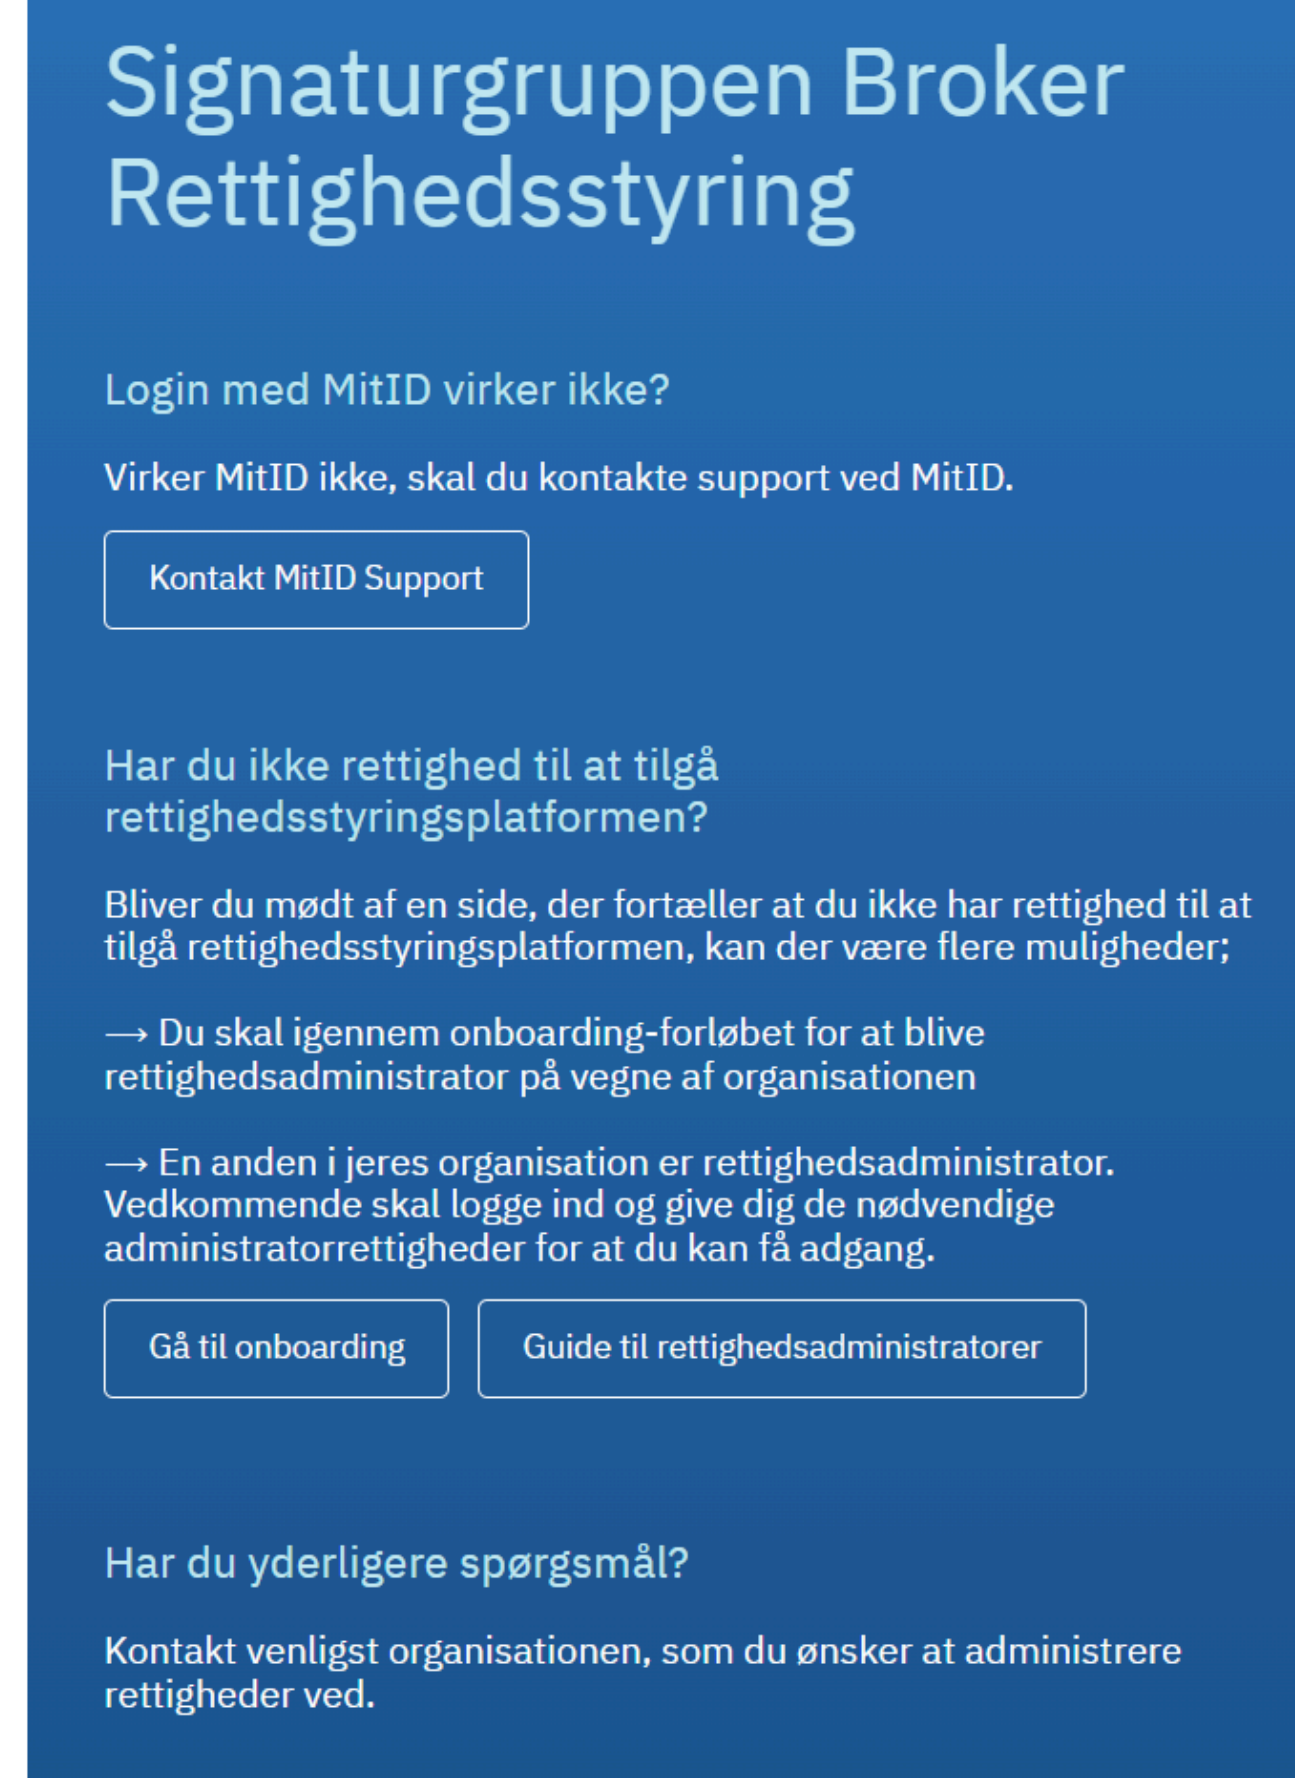 Signaturgruppen Broker
Rettighedsstyring
Login med MitID virker ikke?
Virker MitID ikke, skal du kontakte support ved MitID.
Kontakt MitID Support
Har du ikke rettighed til at tilgå
rettighedsstyringsplatformen?
Bliver du mødt af en side, der fortæller at du ikke har rettighed til at
tilgå rettighedsstyringsplatformen, kan der være flere muligheder;
→ Du skal igennem onboarding-forløbet for at blive
rettighedsadministrator på vegne af organisationen
→ En anden i jeres organisation er rettighedsadministrator.
Vedkommende skal logge ind og give dig de nødvendige
administratorrettigheder for at du kan få adgang.
Gå til onboarding
Guide til rettighedsadministratorer
Har du yderligere spørgsmål?
Kontakt venligst organisationen, som du ønsker at administrere
rettigheder ved.